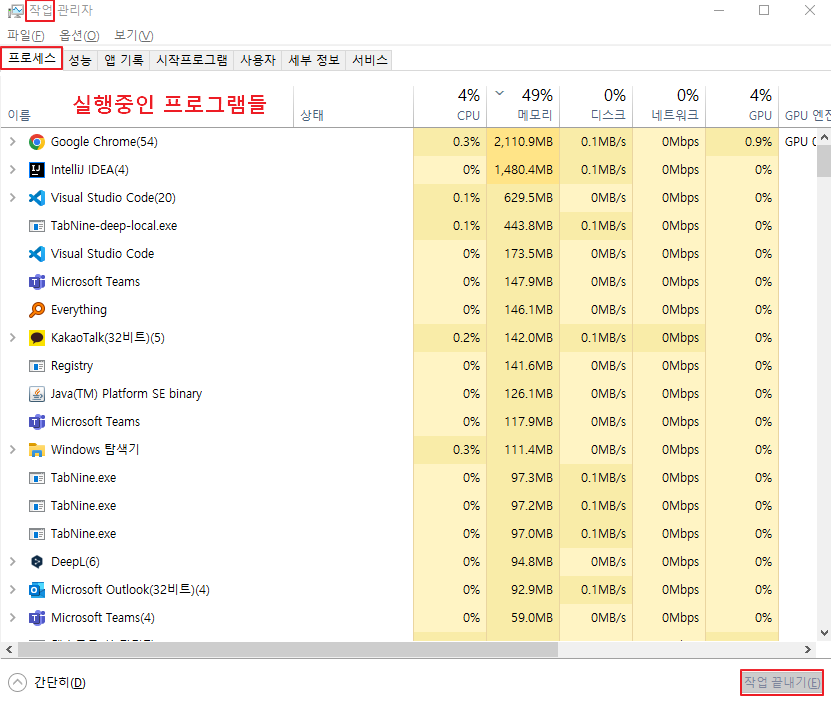 작업 관리자
파일(F) 옵션(O) 보기(V)
프로세스 성능 앱 기록 시작프로그램 사용자 세부 정보 서비스
4% 49% 0% 0% 4%
이름 실행중인 프로그램들 상태 CPU 메모리 디스크 네트워크 GPU GPU 엔진
Google Chrome(54) 0.3% 2,110.9MB 0.1MB/s 0Mbps 0.9% GPU
IntelliJ IDEA(4) 0% 1,480.4MB 0.1MB/s 0Mbps 0%
Visual Studio Code(20) 0.1% 629.5MB 0MB/s 0Mbps 0%
TabNine-deep-local.exe 0.1% 443.8MB 0.1MB/s 0Mbps 0%
Visual Studio Code 0% 173.5MB 0MB/s 0Mbps 0%
Microsoft Teams 0% 147.9MB 0MB/s 0Mbps 0%
Everything 0% 146.1MB 0MB/s 0Mbps 0%
KakaoTalk(32비트)(5) 0.2% 142.0MB 0.1MB/s 0Mbps 0%
Registry 0% 141.6MB 0MB/s 0Mbps 0%
Java(TM) Platform SE binary 0% 126.1MB 0MB/s 0Mbps 0%
Microsoft Teams 0% 117.9MB 0MB/s 0Mbps 0%
Windows 탐색기 0.3% 111.4MB 0MB/s 0Mbps 0%
TabNine.exe 0% 97.3MB 0.1MB/s 0Mbps 0%
TabNine.exe 0% 97.2MB 0.1MB/s 0Mbps 0%
TabNine.exe 0% 97.0MB 0.1MB/s 0Mbps 0%
DeepL(6) 0% 94.8MB 0MB/s 0Mbps 0%
Microsoft Outlook(32비트)(4) 0% 92.9MB 0.1MB/s 0Mbps 0%
Microsoft Teams(4) 0% 59.0MB 0MB/s 0Mbps 0%
간단히(D) 작업 끝내기(E)